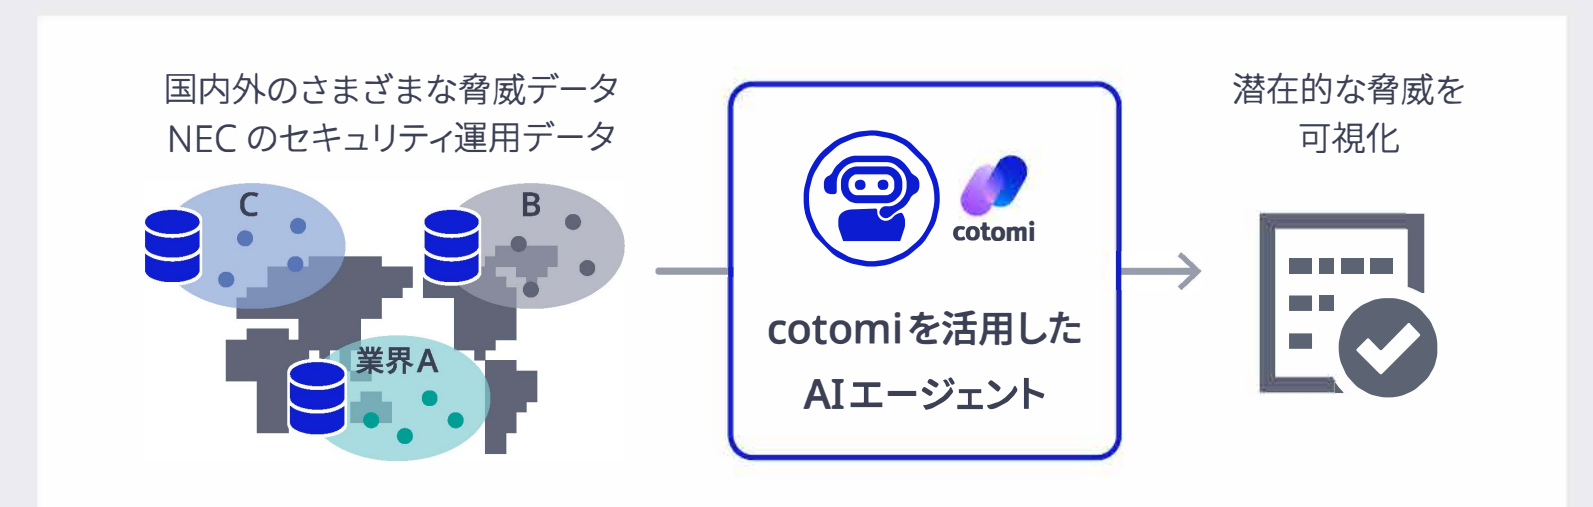 国内外のさまざまな脅威データ
NEC のセキュリティ運用データ
C
B
業界A
cotomi
cotomiを活用した
AIエージェント
潜在的な脅威を
可視化